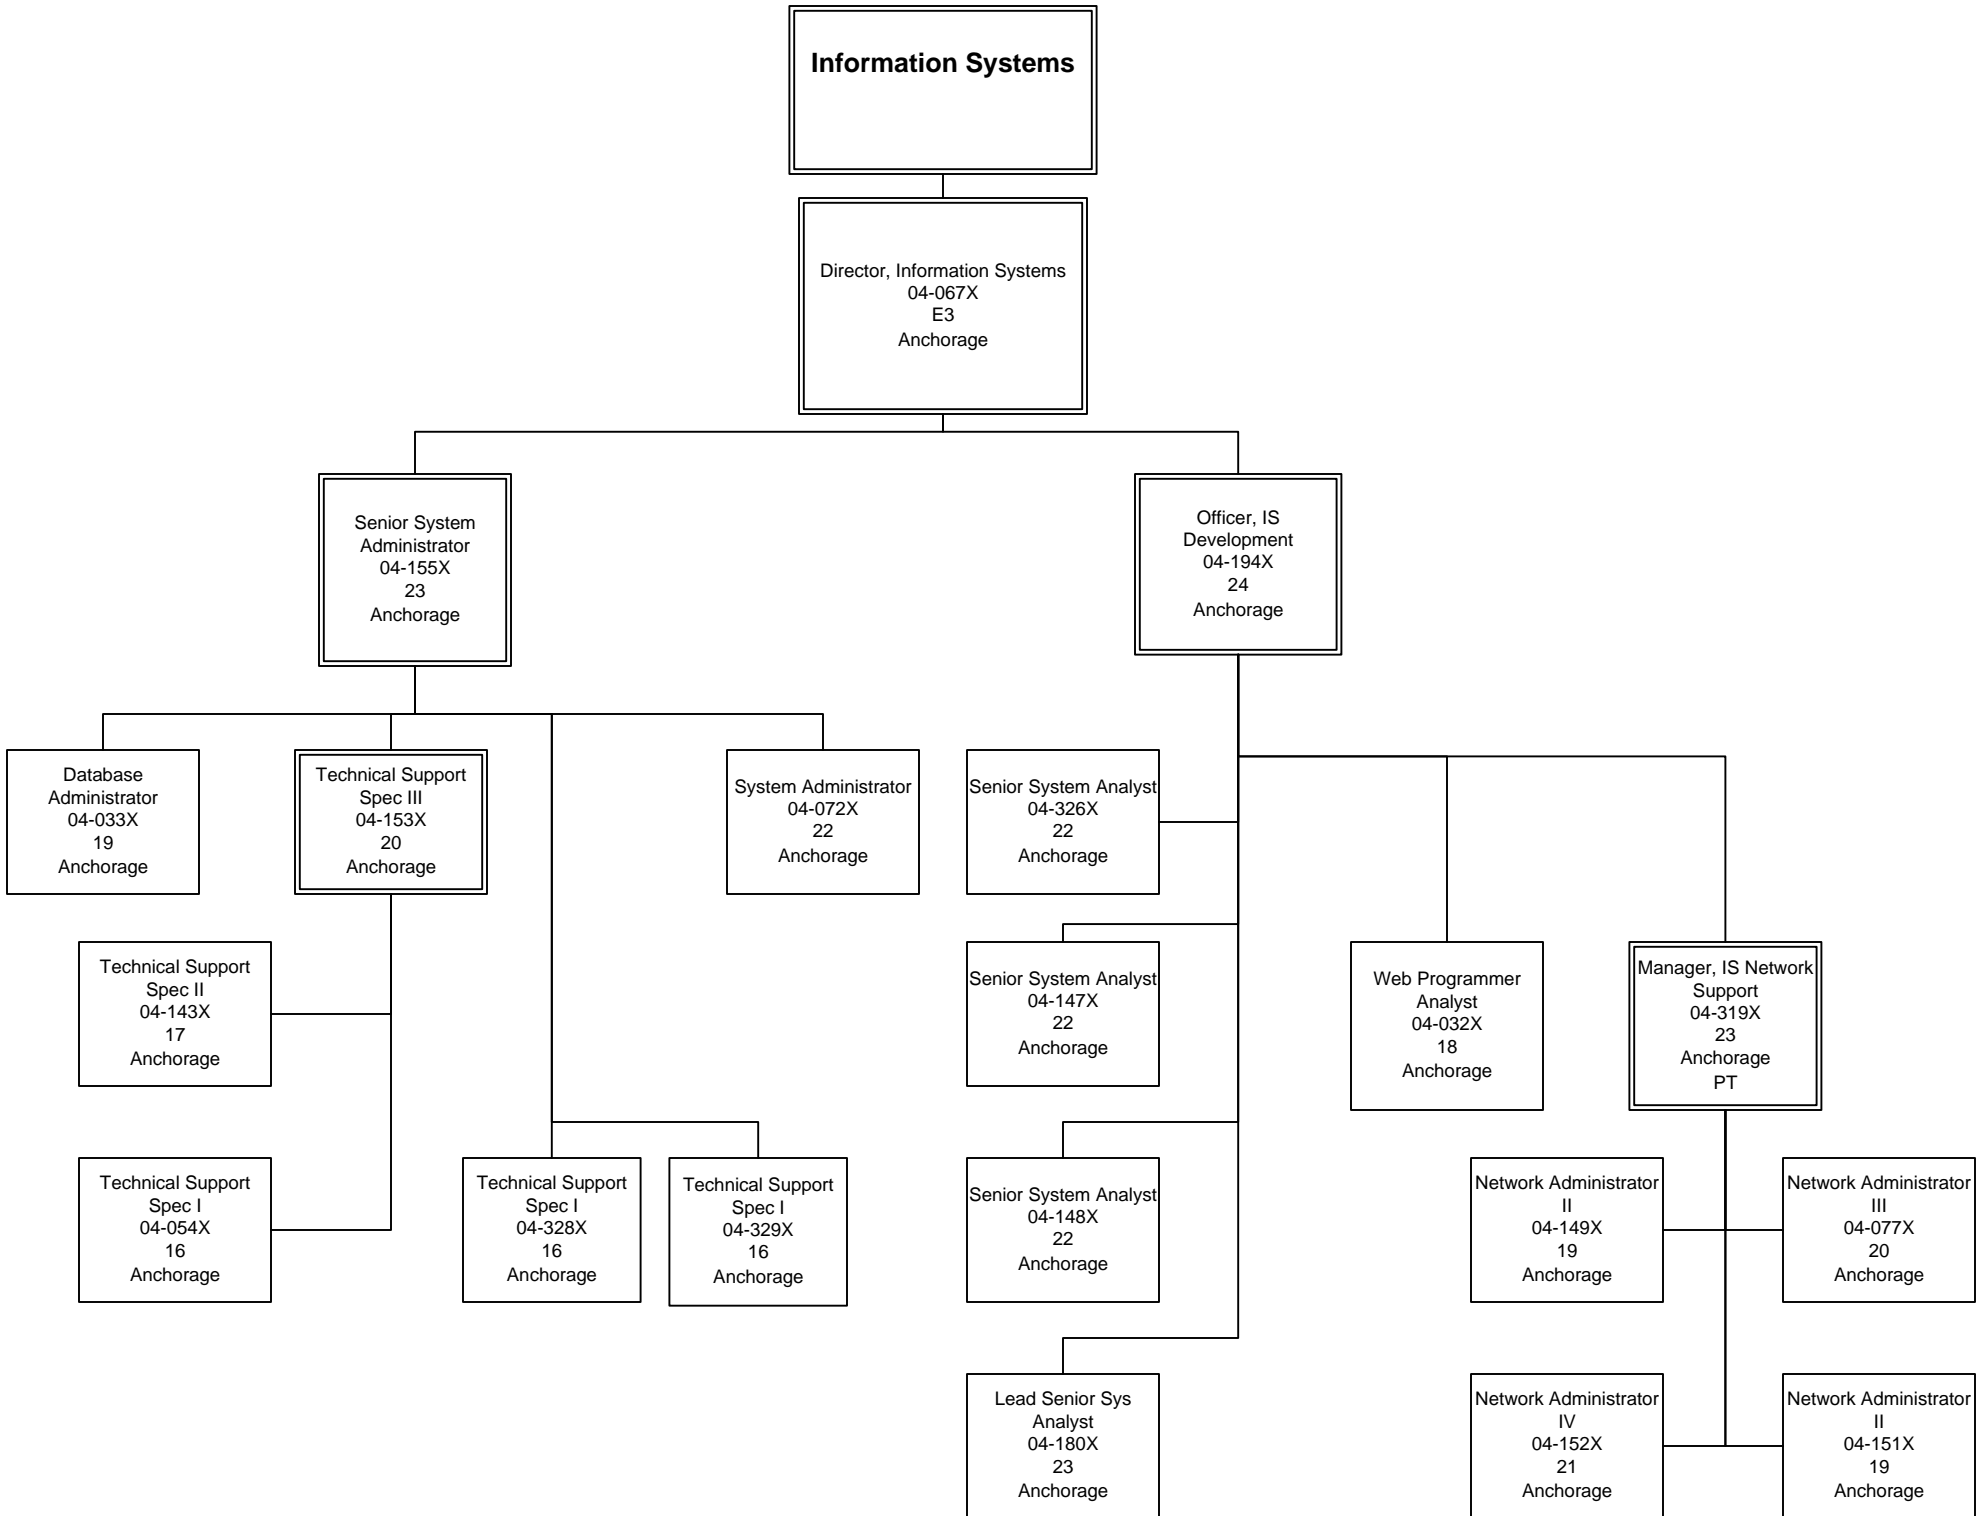 Information Systems
Director, Information Systems
04-067X
E3
Anchorage
Senior System
Administrator
04-155X
23
Anchorage
Officer, IS
Development
04-194X
24
Anchorage
Database
Administrator
04-033X
19
Anchorage
Technical Support
Spec III
04-153X
20
Anchorage
System Administrator
04-072X
22
Anchorage
Senior System Analyst
04-326X
22
Anchorage
Technical Support
Spec II
04-143X
17
Anchorage
Senior System Analyst
04-147X
22
Anchorage
Web Programmer
Analyst
04-032X
18
Anchorage
Manager, IS Network
Support
04-319X
23
Anchorage
PT
Technical Support
Spec I
04-054X
16
Anchorage
Technical Support
Spec I
04-328X
16
Anchorage
Technical Support
Spec I
04-329X
16
Anchorage
Senior System Analyst
04-148X
22
Anchorage
Network Administrator
II
04-149X
19
Anchorage
Network Administrator
III
04-077X
20
Anchorage
Lead Senior Sys
Analyst
04-180X
23
Anchorage
Network Administrator
IV
04-152X
21
Anchorage
Network Administrator
II
04-151X
19
Anchorage